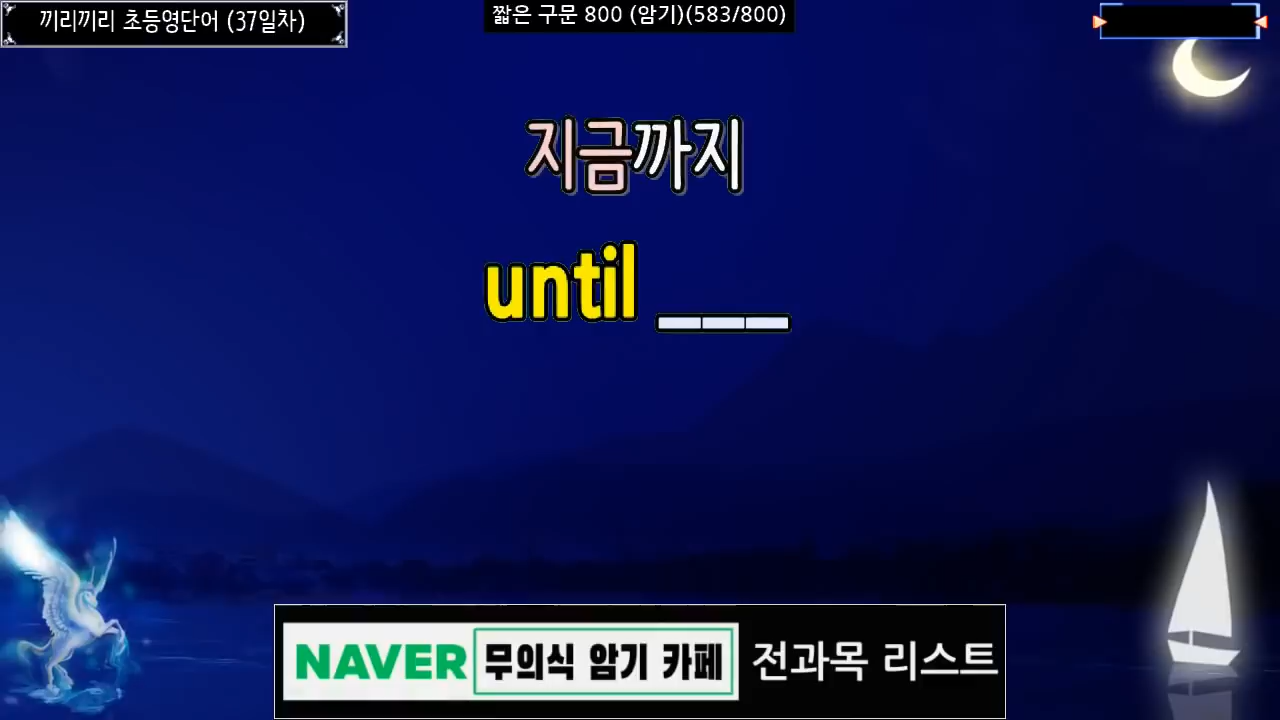 끼리끼리 초등영단어 (37일차)
짧은 구문 800 (암기)(583/800)
지금까지
until ___
NAVER 무의식 암기 카페 전과목 리스트